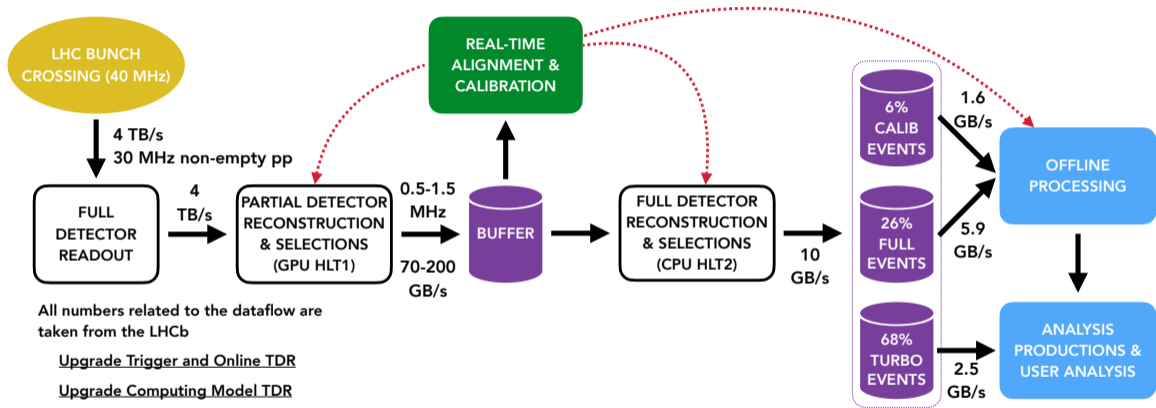 LHC BUNCH
CROSSING (40 MHz)
4 TB/s
30 MHz non-empty pp
FULL
DETECTOR
READOUT
4
TB/s
PARTIAL DETECTOR
RECONSTRUCTION
& SELECTIONS
(GPU HLT1)
0.5-1.5
MHz
70-200
GB/s
REAL-TIME
ALIGNMENT &
CALIBRATION
BUFFER
FULL DETECTOR
RECONSTRUCTION
& SELECTIONS
(CPU HLT2)
10
GB/s
6%
CALIB
EVENTS
26%
FULL
EVENTS
68%
TURBO
EVENTS
1.6
GB/s
5.9
GB/s
2.5
GB/s
OFFLINE
PROCESSING
ANALYSIS
PRODUCTIONS &
USER ANALYSIS
All numbers related to the dataflow are
taken from the LHCb
Upgrade Trigger and Online TDR
Upgrade Computing Model TDR